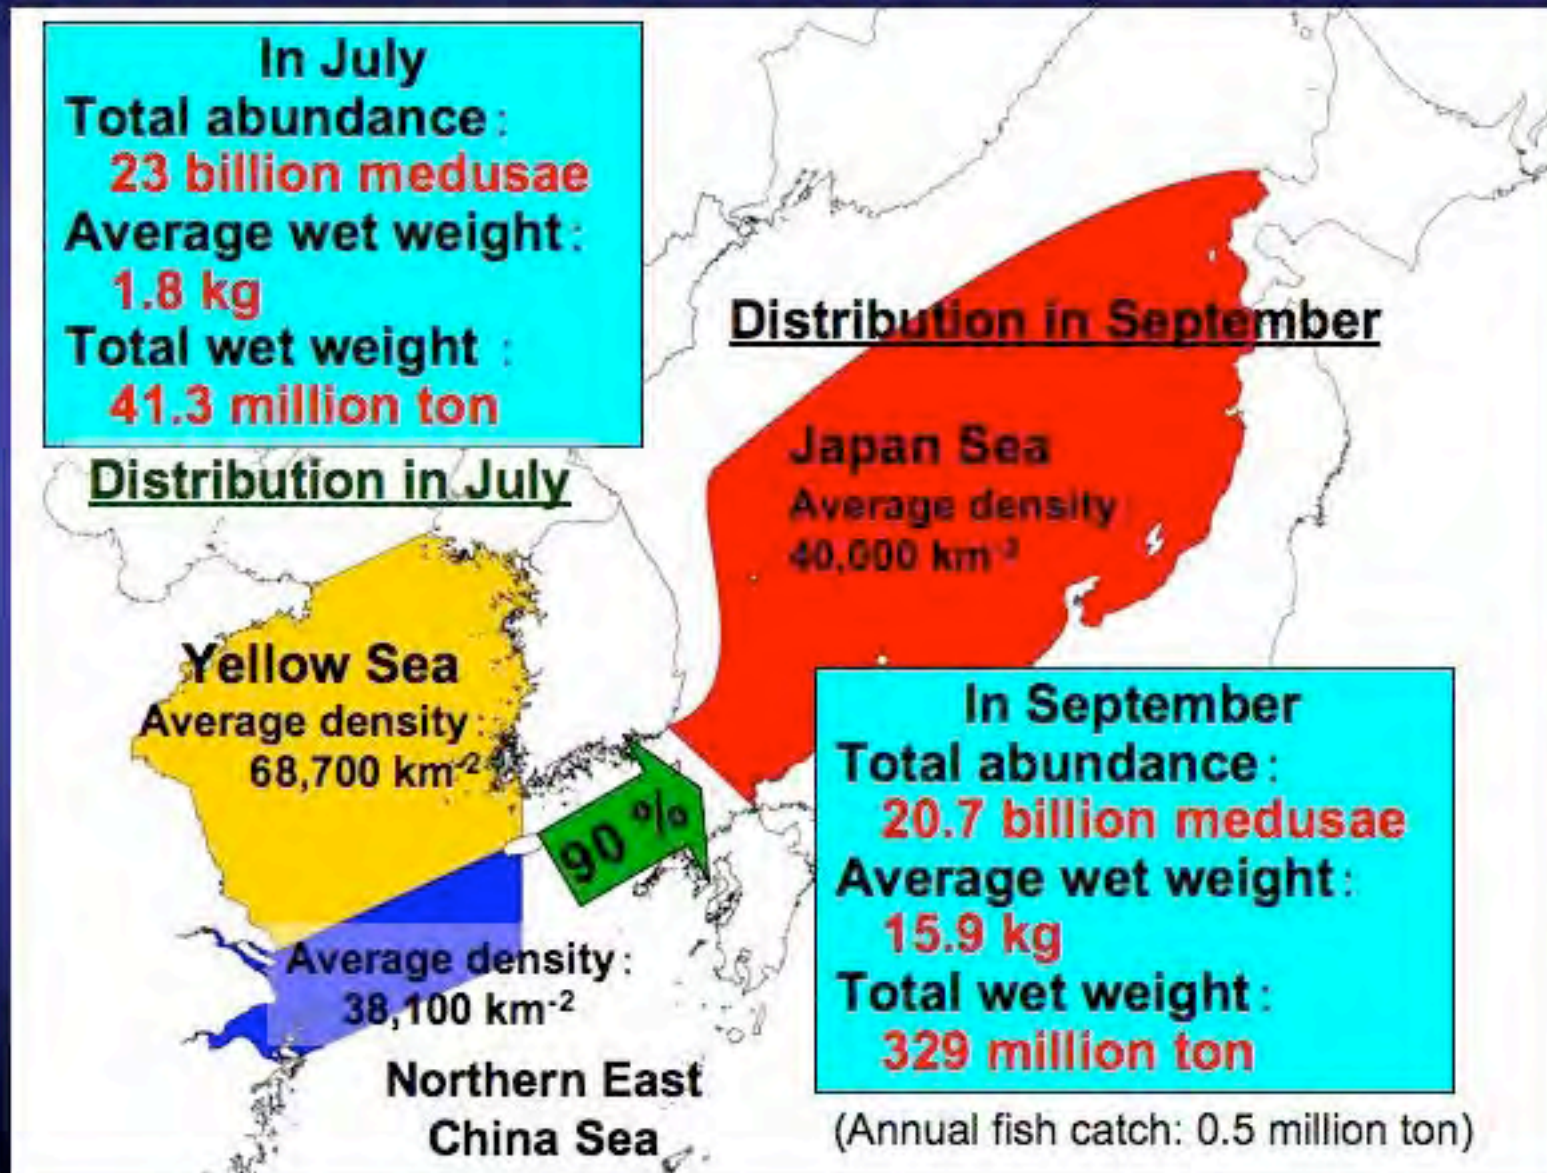 In July
Total abundance:
23 billion medusae
Average wet weight:
1.8 kg
Total wet weight :
41.3 million ton
Distribution in July
Distribution in September
Japan Sea
Average density:
40,000 km⁻²
Yellow Sea
Average density:
68,700 km⁻²
90 %
Average density:
38,100 km⁻²
Northern East
China Sea
In September
Total abundance:
20.7 billion medusae
Average wet weight:
15.9 kg
Total wet weight:
329 million ton
(Annual fish catch: 0.5 million ton)